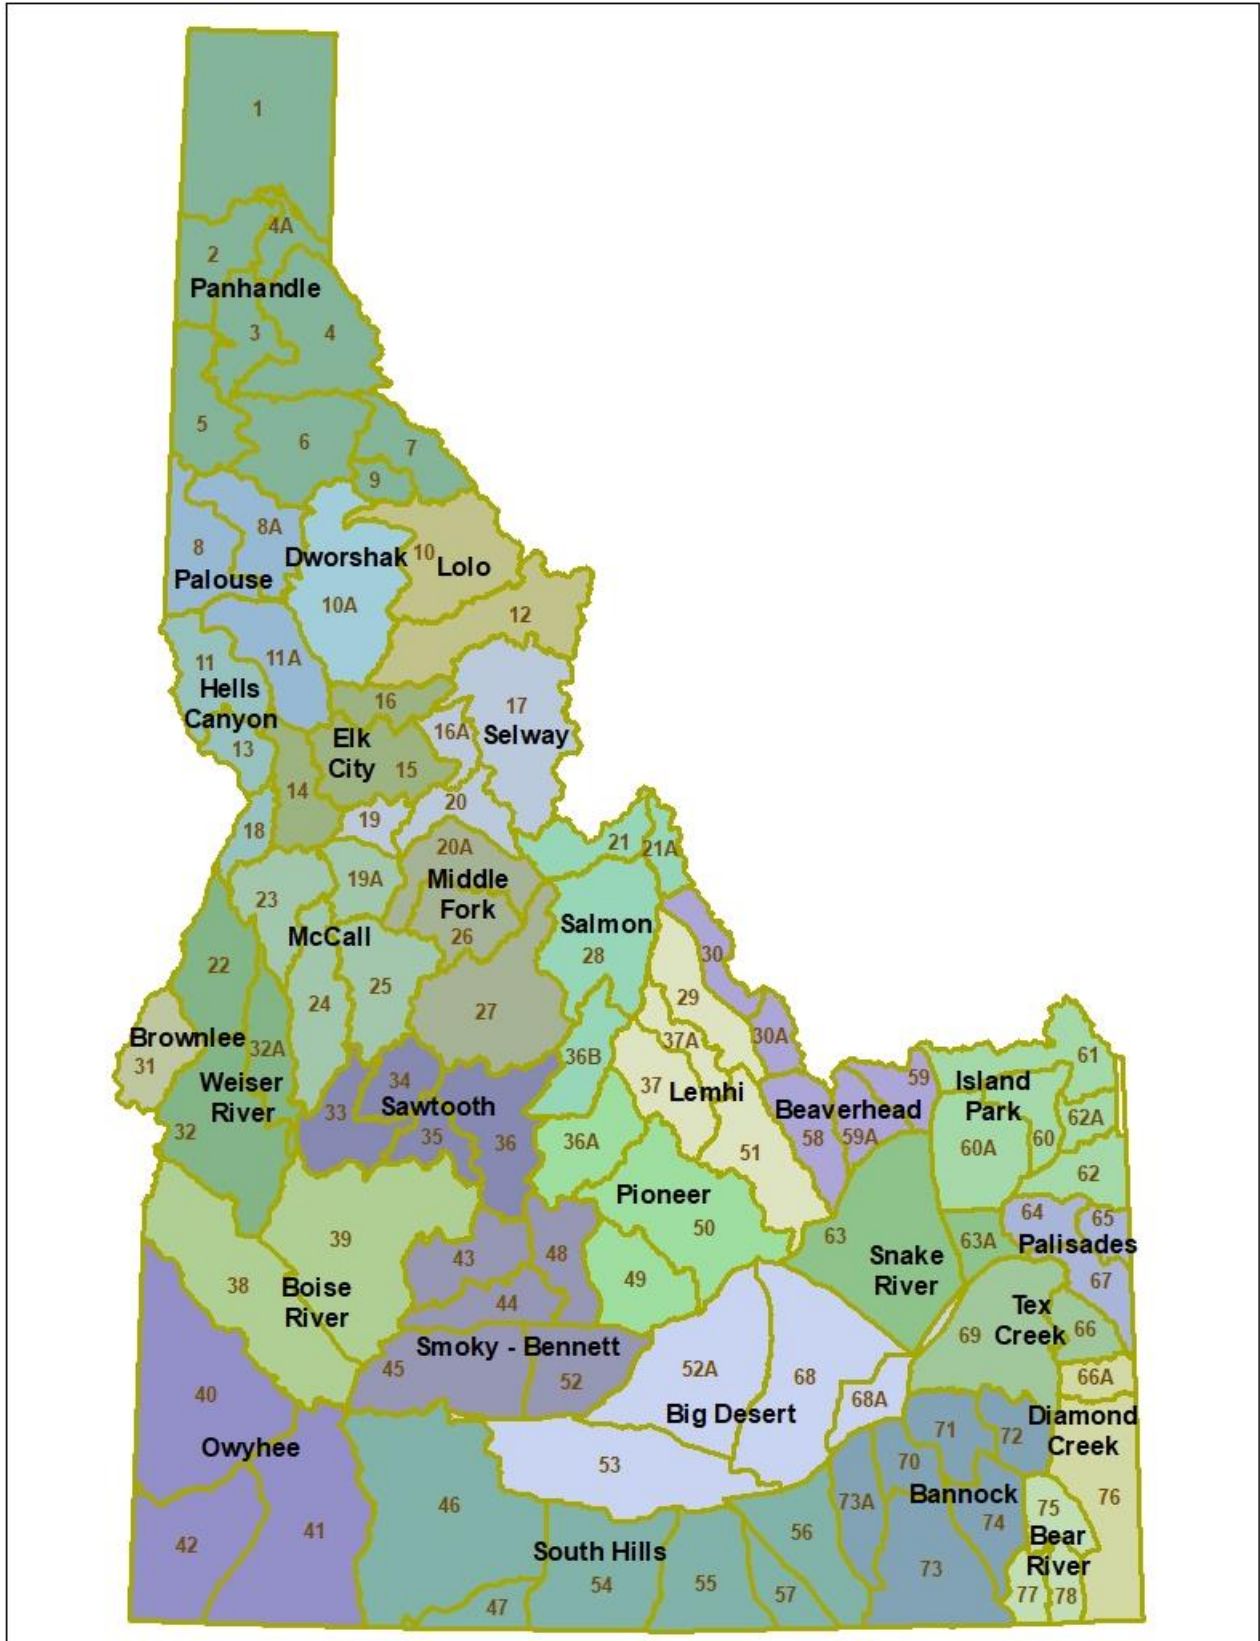 1
4A
2
Panhandle
3
4
5
6
7
9
8A
8
Dworshak
10
Lolo
Palouse
10A
12
11
11A
Hells
Canyon
13
16
17
16A
Selway
Elk
City
15
14
20
19
18
21
21A
20A
Middle
Fork
19A
23
26
McCall
Salmon
28
30
22
25
24
27
29
Brownlee
31
32A
37A
30A
36B
Weiser
River
32
34
33
Sawtooth
35
36
37
Lemhi
Beaverhead
58
59A
59
Island
Park
61
62A
60
60A
62
36A
51
Pioneer
50
64
65
63
63A
Palisades
39
43
48
49
Snake
River
67
38
Boise
River
44
Tex
Creek
66
69
Smoky - Bennett
45
52
52A
68
66A
68A
40
Big Desert
71
72
Diamond
Creek
Owyhee
53
70
46
73A
Bannock
74
75
76
42
41
56
South Hills
Bear
River
54
55
57
73
47
77
78